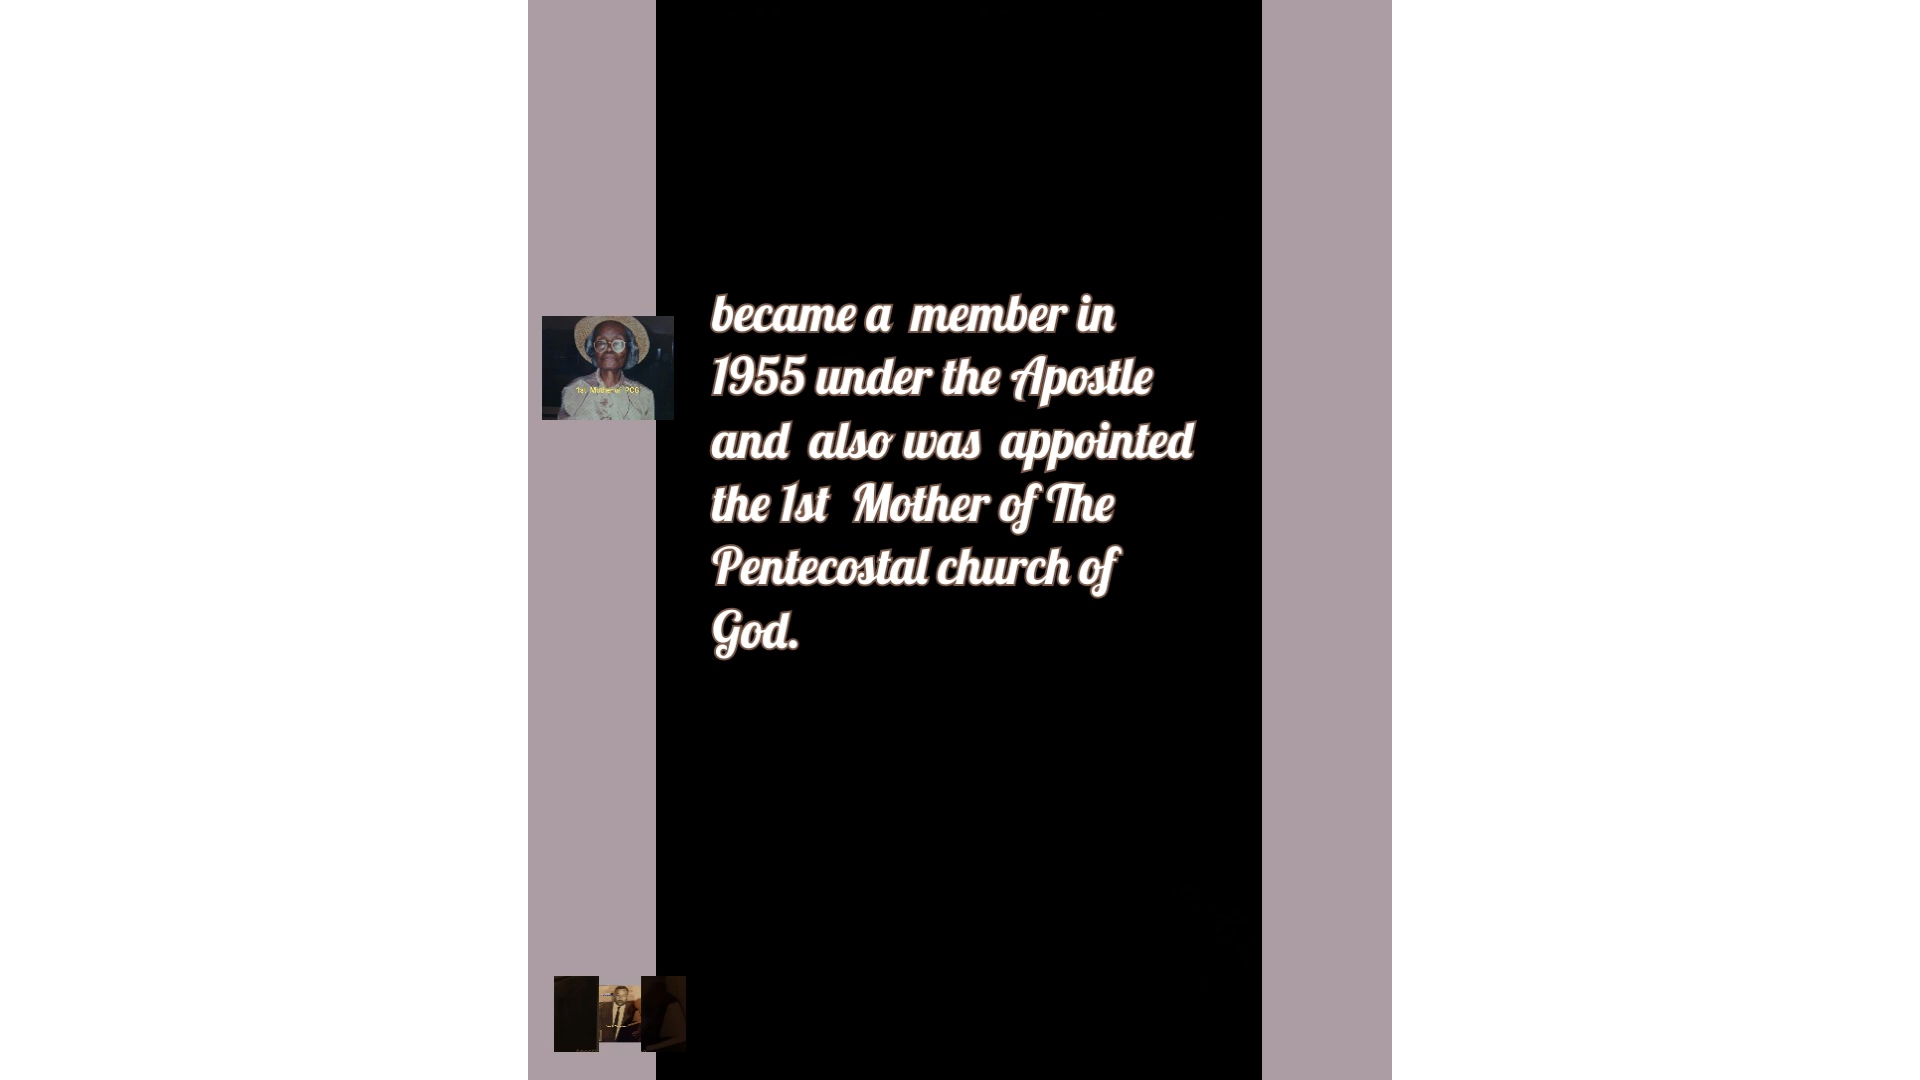 became a member in
1955 under the Apostle
and also was appointed
the 1st Mother of The
Pentecostal church of
God.
1st Mother of PCG